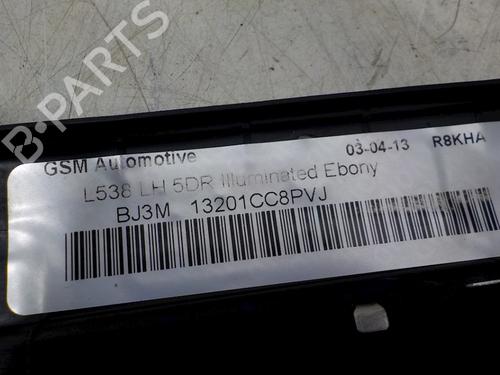 B-PARTS
GSM Automotive 03-04-13 R8KHA
L538 LH 5DR Illuminated Ebony
BJ3M 13201CC8PVJ